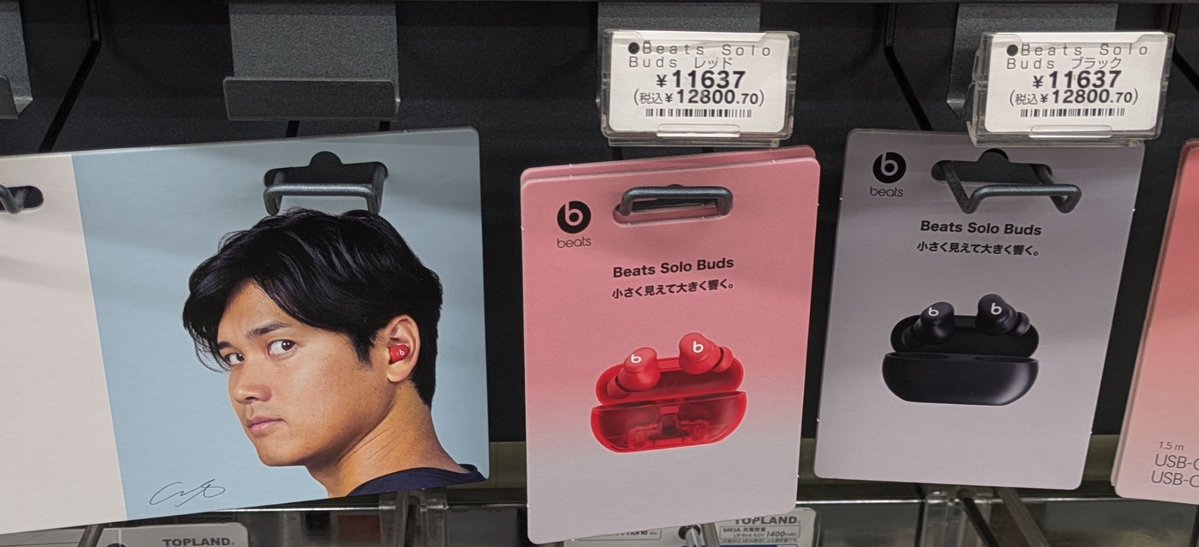 ●Beats Solo
Buds レッド
¥11637
(税込¥12800.70)
●Beats Solo
Buds ブラック
¥11637
(税込¥12800.70)
b
beats
Beats Solo Buds
小さく見えて大きく響く。
b
beats
Beats Solo Buds
小さく見えて大きく響く。
1.5 m
USB-C
USB-C
TOPLAND
TOPLAND
1400mAh